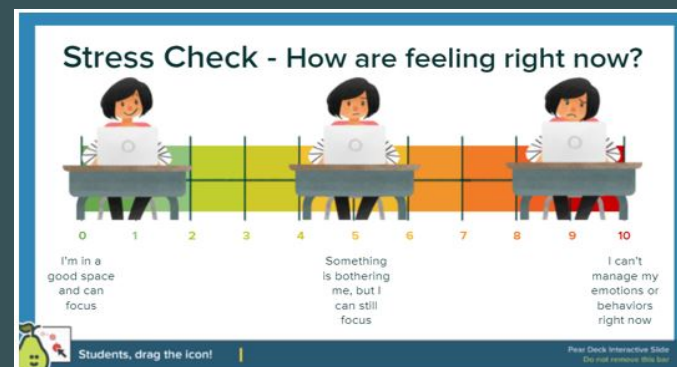 Stress Check - How are feeling right now?
0 1 2 3 4 5 6 7 8 9 10
I'm in a
good space
and can
focus
Something
is bothering
me, but I
can still
focus
I can't
manage my
emotions or
behaviors
right now
Students, drag the icon!
Pear Deck Interactive Slide
Do not remove this bar